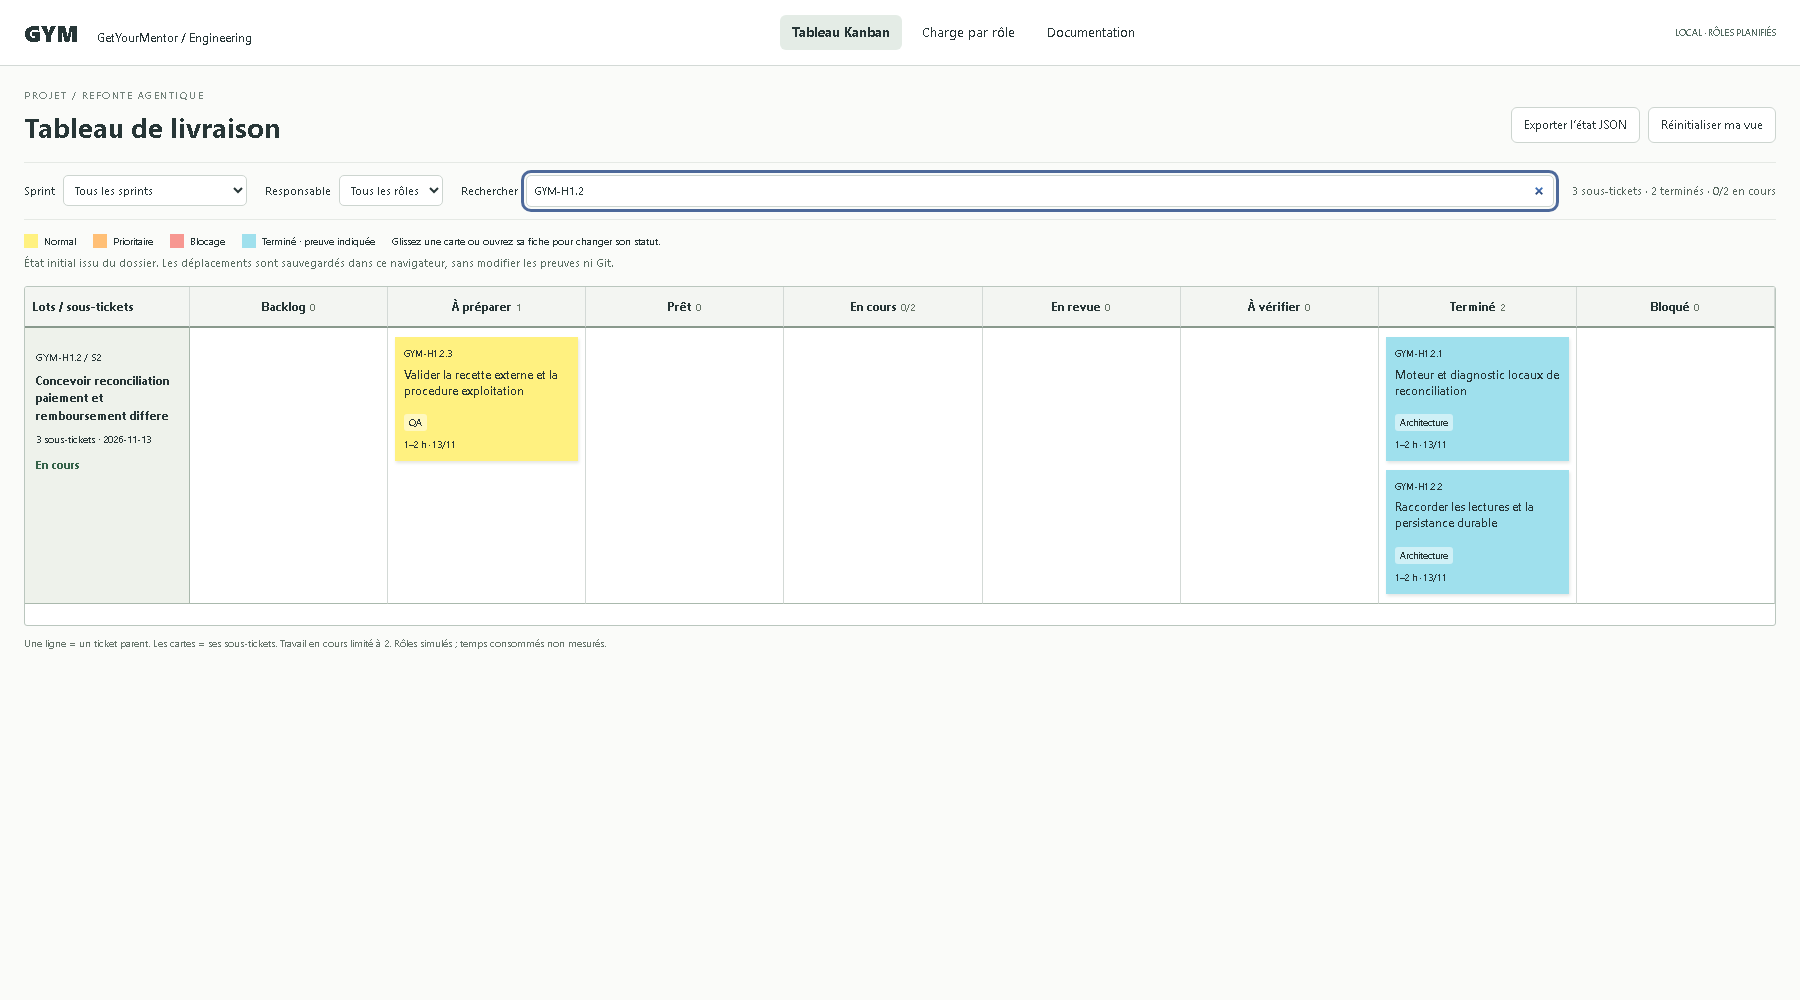 GYM GetYourMentor / Engineering Tableau Kanban Charge par rôle Documentation LOCAL · RÔLES PLANIFIÉS
PROJET / REFONTE AGENTIQUE
Tableau de livraison Exporter l'état JSON Réinitialiser ma vue
Sprint Tous les sprints Responsable Tous les rôles Rechercher GYM-H1.2 × 3 sous-tickets · 2 terminés · 0/2 en cours
Normal Prioritaire Blocage Terminé · preuve indiquée Glissez une carte ou ouvrez sa fiche pour changer son statut.
État initial issu du dossier. Les déplacements sont sauvegardés dans ce navigateur, sans modifier les preuves ni Git.
Lots / sous-tickets Backlog 0 À préparer 1 Prêt 0 En cours 0/2 En revue 0 À vérifier 0 Terminé 2 Bloqué 0
GYM-H1.2 / S2
Concevoir reconciliation
paiement et
remboursement differe
3 sous-tickets · 2026-11-13
En cours
GYM-H1.2.3
Valider la recette externe et la
procedure exploitation
QA
1–2 h · 13/11
GYM-H1.2.1
Moteur et diagnostic locaux de
reconciliation
Architecture
1–2 h · 13/11
GYM-H1.2.2
Raccorder les lectures et la
persistance durable
Architecture
1–2 h · 13/11
Une ligne = un ticket parent. Les cartes = ses sous-tickets. Travail en cours limité à 2. Rôles simulés ; temps consommés non mesurés.